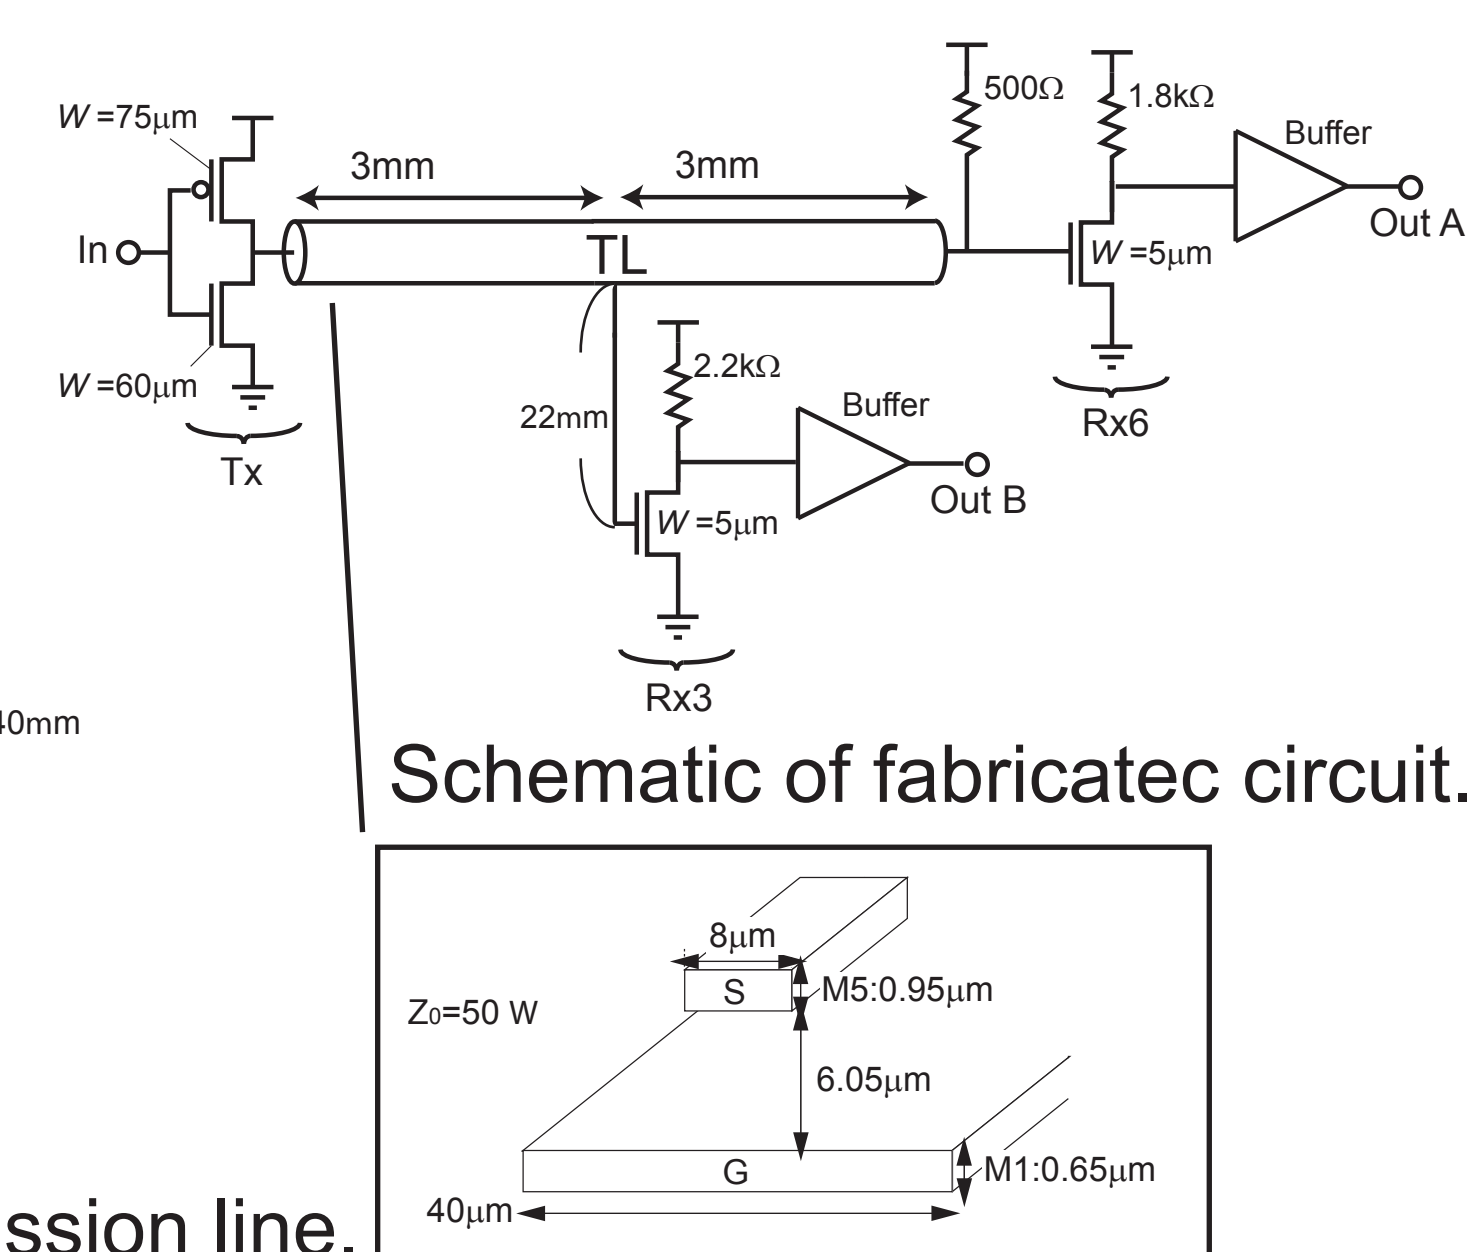 500Ω
1.8kΩ
W =75μm
Buffer
3mm
3mm
Out A
In
TL
W =5μm
2.2kΩ
W =60μm
22mm
Buffer
Rx6
Tx
Out B
W =5μm
Rx3
40mm
Schematic of fabricatec circuit.
8μm
S
M5:0.95μm
Z0=50 W
6.05μm
G
M1:0.65μm
40μm
ssion line.